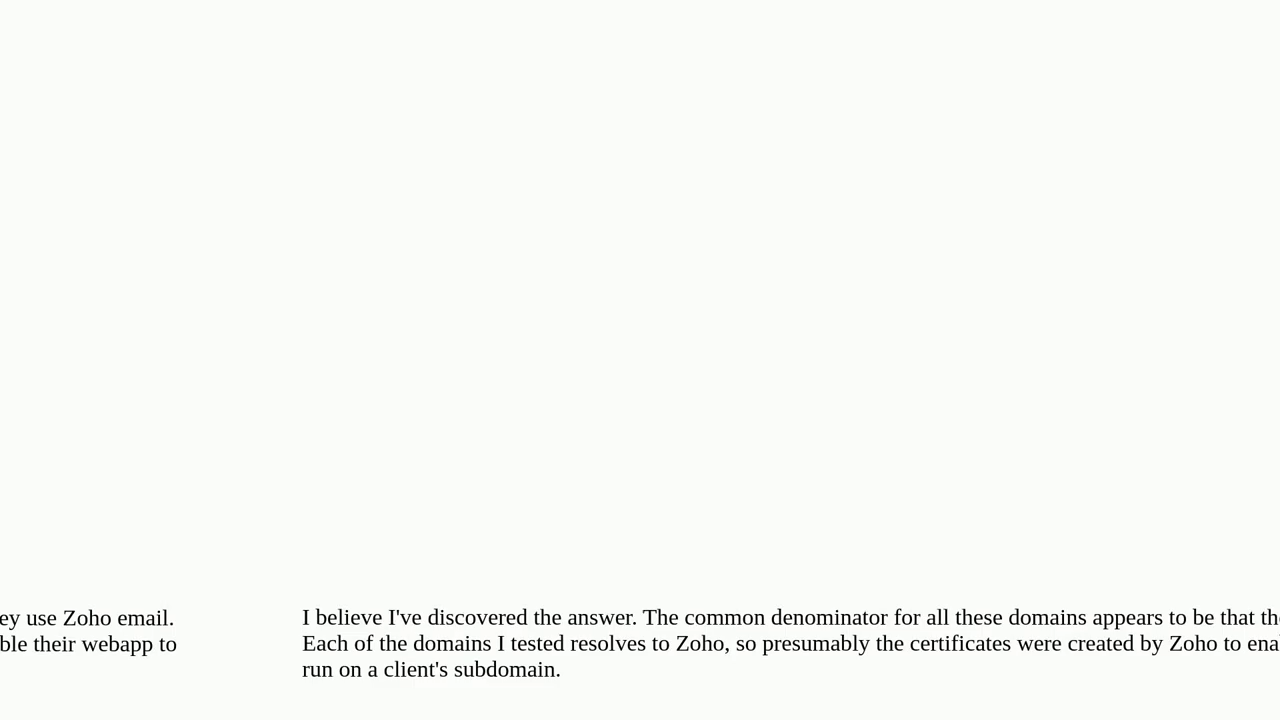 ey use Zoho email.
ble their webapp to
I believe I've discovered the answer. The common denominator for all these domains appears to be that the
Each of the domains I tested resolves to Zoho, so presumably the certificates were created by Zoho to ena
run on a client's subdomain.